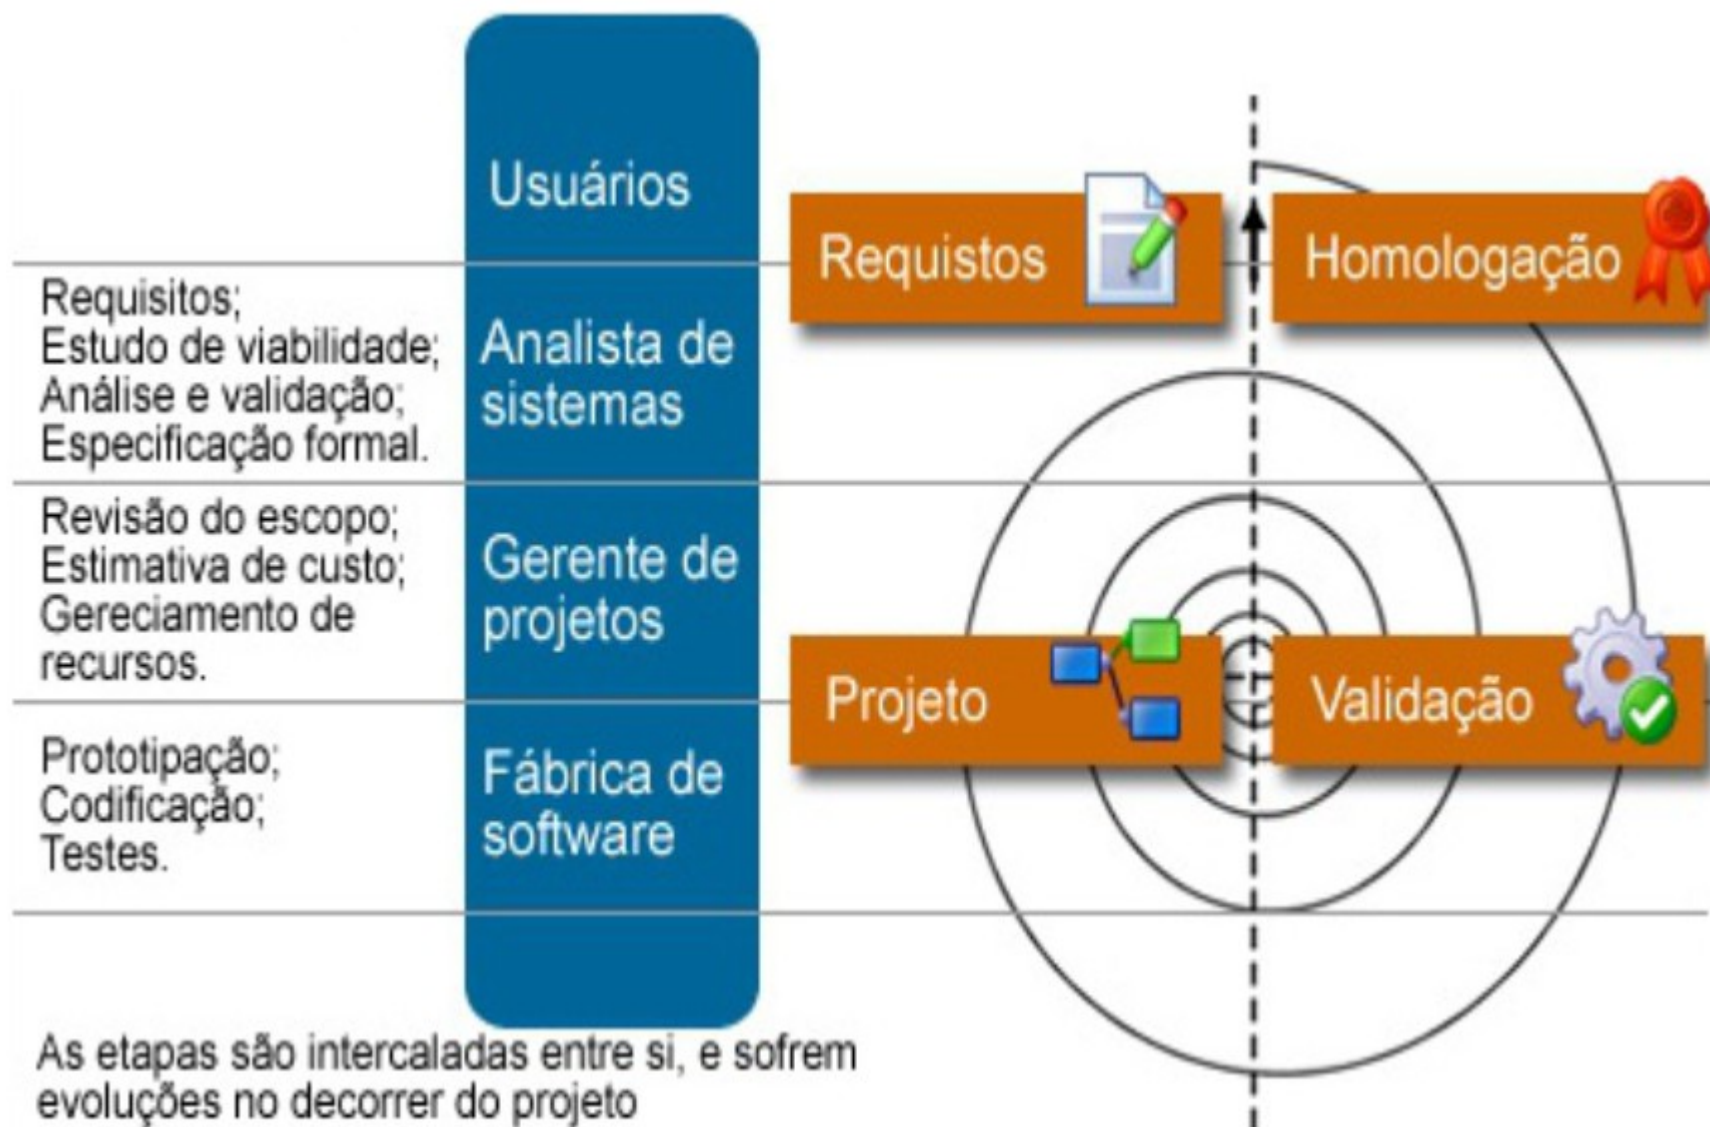 Usuários
Requistos
Homologação
Requisitos;
Estudo de viabilidade;
Análise e validação;
Especificação formal.
Analista de
sistemas
Revisão do escopo;
Estimativa de custo;
Gereciamento de
recursos.
Gerente de
projetos
Projeto
Validação
Prototipação;
Codificação;
Testes.
Fábrica de
software
As etapas são intercaladas entre si, e sofrem
evoluções no decorrer do projeto